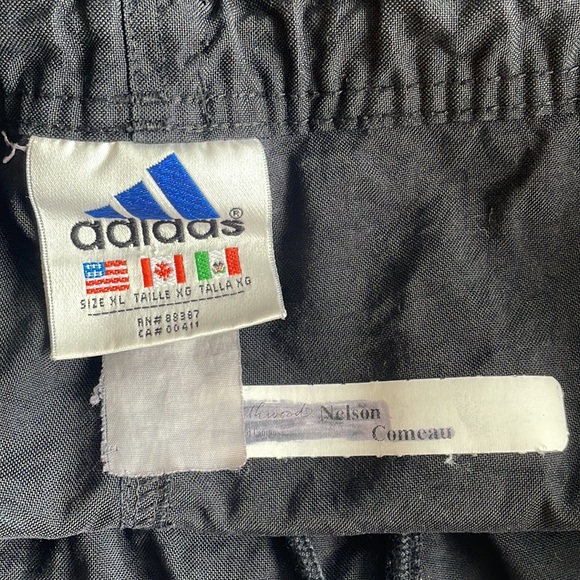 adidas®
SIZE XL TAILLE XG TALLA XG
RN# 88387
CA# 00411
Nelson
Comeau